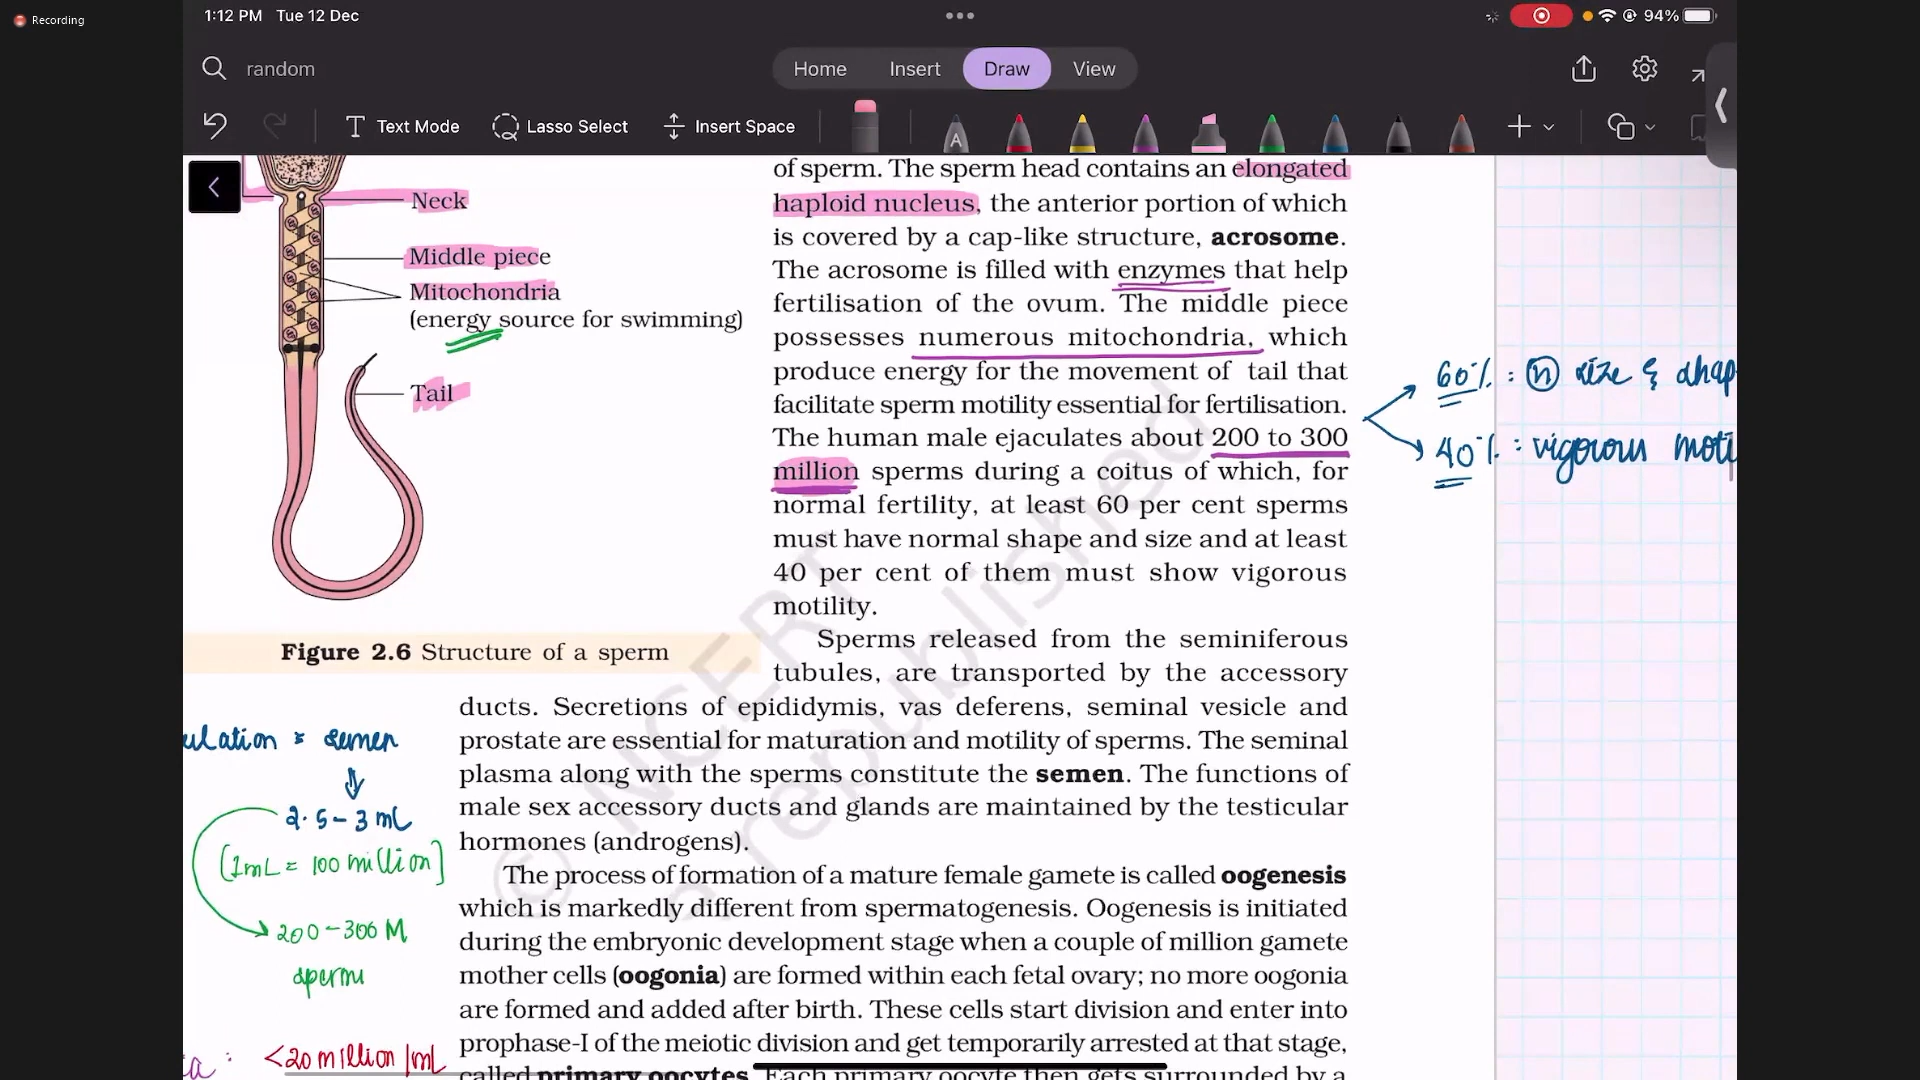 Recording
1:12 PM Tue 12 Dec
94%
random
Home Insert Draw View
Text Mode Lasso Select Insert Space
A
Neck
Middle piece
Mitochondria
(energy source for swimming)
Tail
Figure 2.6 Structure of a sperm
of sperm. The sperm head contains an elongated
haploid nucleus, the anterior portion of which
is covered by a cap-like structure, acrosome.
The acrosome is filled with enzymes that help
fertilisation of the ovum. The middle piece
possesses numerous mitochondria, which
produce energy for the movement of tail that
facilitate sperm motility essential for fertilisation.
The human male ejaculates about 200 to 300
million sperms during a coitus of which, for
normal fertility, at least 60 per cent sperms
must have normal shape and size and at least
40 per cent of them must show vigorous
motility.
Sperms released from the seminiferous
tubules, are transported by the accessory
ducts. Secretions of epididymis, vas deferens, seminal vesicle and
prostate are essential for maturation and motility of sperms. The seminal
plasma along with the sperms constitute the semen. The functions of
male sex accessory ducts and glands are maintained by the testicular
hormones (androgens).
The process of formation of a mature female gamete is called oogenesis
which is markedly different from spermatogenesis. Oogenesis is initiated
during the embryonic development stage when a couple of million gamete
mother cells (oogonia) are formed within each fetal ovary; no more oogonia
are formed and added after birth. These cells start division and enter into
prophase-I of the meiotic division and get temporarily arrested at that stage,
called primary oocytes. Each primary oocyte then gets surrounded by a
© NCERT
republished
60% : n size & shap
40% : vigorous moti
ulation : semen
2.5 - 3 mL
(1mL = 100 million)
200 - 300 M
sperms
a : <20 million/mL